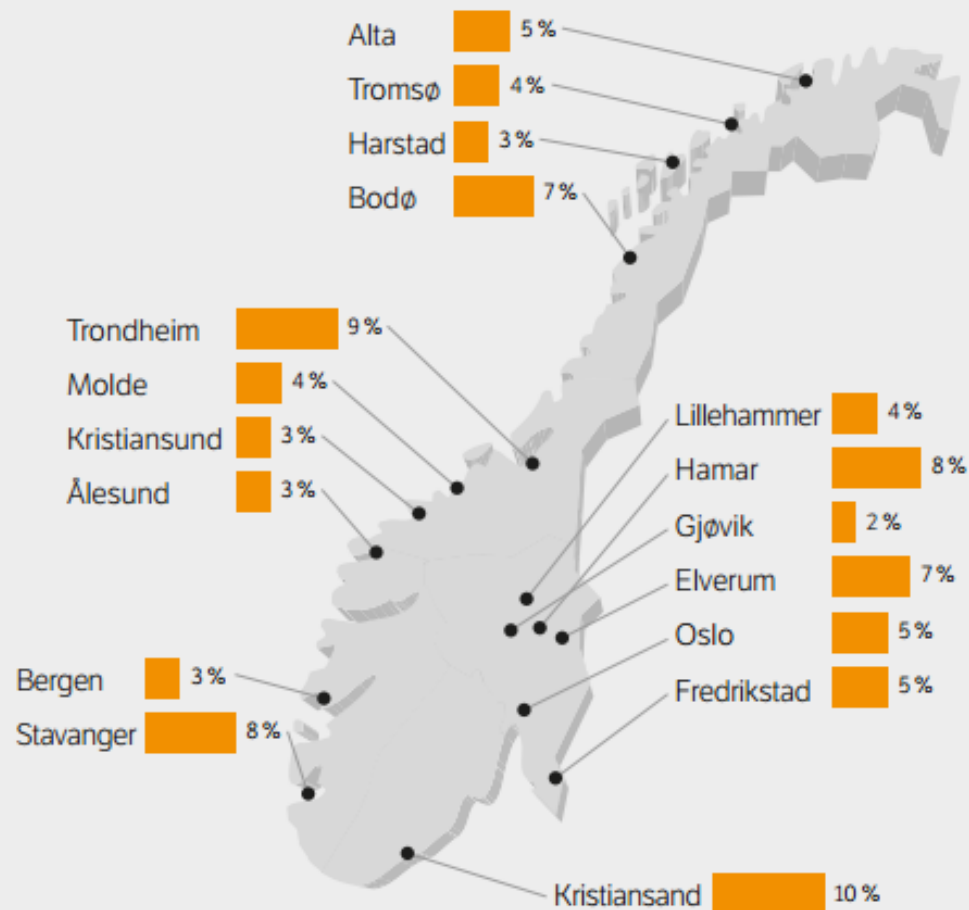 Alta 5 %
Tromsø 4 %
Harstad 3 %
Bodø 7 %
Trondheim 9 %
Molde 4 %
Kristiansund 3 %
Ålesund 3 %
Lillehammer 4 %
Hamar 8 %
Gjøvik 2 %
Elverum 7 %
Oslo 5 %
Fredrikstad 5 %
Bergen 3 %
Stavanger 8 %
Kristiansand 10 %